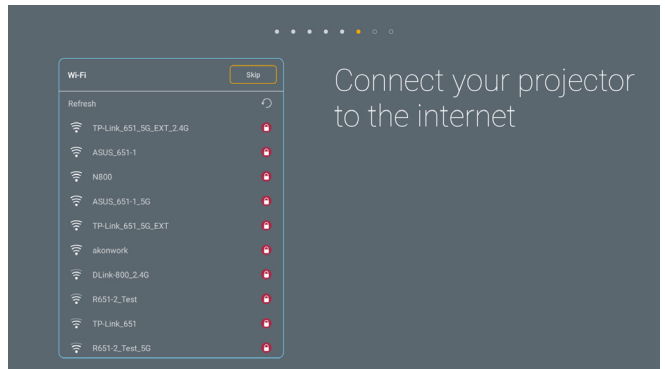 Wi-Fi
Skip
Connect your projector
to the internet
Refresh
TP-Link_651_5G_EXT_2.4G
ASUS_651-1
N800
ASUS_651-1_5G
TP-Link_651_5G_EXT
akonwork
DLink-800_2.4G
R651-2_Test
TP-Link_651
R651-2_Test_5G